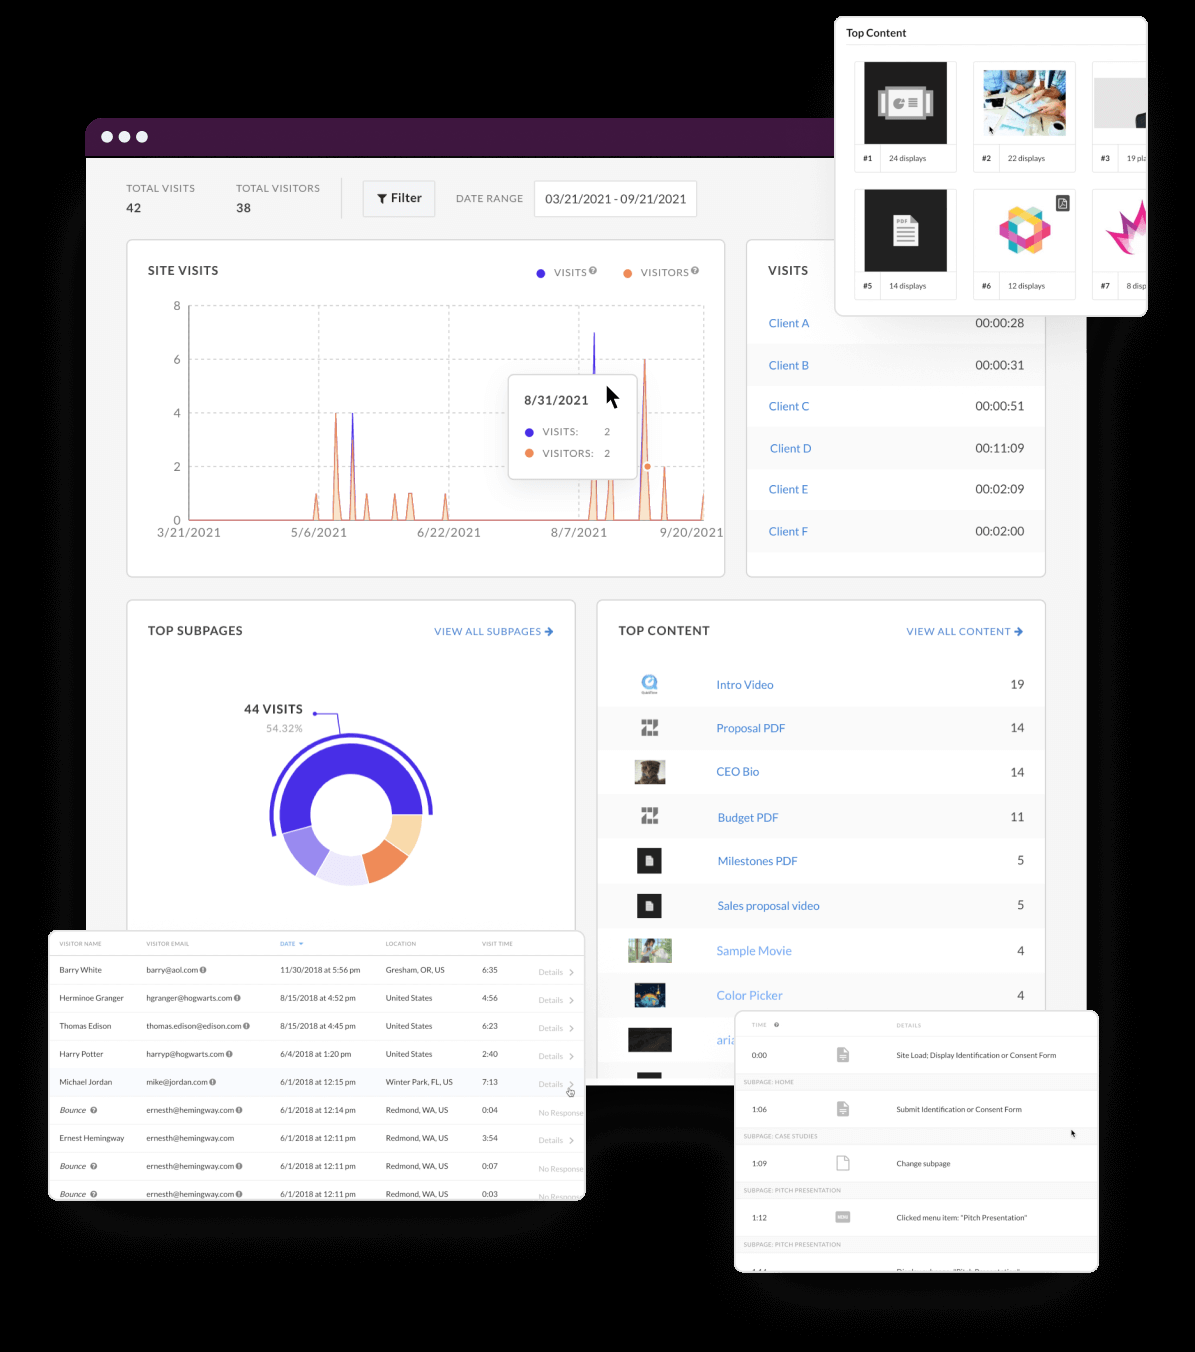 Top Content
#1 24 displays
#2 22 displays
#3 19
PDF
#5 14 displays
#6 12 displays
#7 8
TOTAL VISITS
42
TOTAL VISITORS
38
Filter
DATE RANGE
03/21/2021 - 09/21/2021
SITE VISITS
VISITS
VISITORS
8
6
4
2
0
3/21/2021 5/6/2021 6/22/2021 8/7/2021 9/20/2021
8/31/2021
VISITS: 2
VISITORS: 2
VISITS
Client A 00:00:28
Client B 00:00:31
Client C 00:00:51
Client D 00:11:09
Client E 00:02:09
Client F 00:02:00
TOP SUBPAGES
VIEW ALL SUBPAGES →
44 VISITS
54.32%
TOP CONTENT
VIEW ALL CONTENT →
Intro Video 19
Proposal PDF 14
CEO Bio 14
Budget PDF 11
Milestones PDF 5
Sales proposal video 5
Sample Movie 4
Color Picker 4
VISITOR NAME VISITOR EMAIL DATE LOCATION VISIT TIME
Barry White barry@aol.com 11/30/2018 at 5:56 pm Gresham, OR, US 6:35 Details
Herminoe Granger hgranger@hogwarts.com 8/15/2018 at 4:52 pm United States 4:56 Details
Thomas Edison thomas.edison@edison.com 8/15/2018 at 4:45 pm United States 6:23 Details
Harry Potter harryp@hogwarts.com 6/4/2018 at 1:20 pm United States 2:40 Details
Michael Jordan mike@jordan.com 6/1/2018 at 12:15 pm Winter Park, FL, US 7:13 Details
Bounce ernesth@hemingway.com 6/1/2018 at 12:14 pm Redmond, WA, US 0:04 No Response
Ernest Hemingway ernesth@hemingway.com 6/1/2018 at 12:11 pm Redmond, WA, US 3:54 Details
Bounce ernesth@hemingway.com 6/1/2018 at 12:11 pm Redmond, WA, US 0:07 No Response
Bounce ernesth@hemingway.com 6/1/2018 at 12:11 pm Redmond, WA, US 0:03 No Response
TIME DETAILS
0:00 Site Load; Display Identification or Consent Form
SUBPAGE: HOME
1:06 Submit Identification or Consent Form
SUBPAGE: CASE STUDIES
1:09 Change subpage
SUBPAGE: PITCH PRESENTATION
1:12 Clicked menu item: "Pitch Presentation"
SUBPAGE: PITCH PRESENTATION